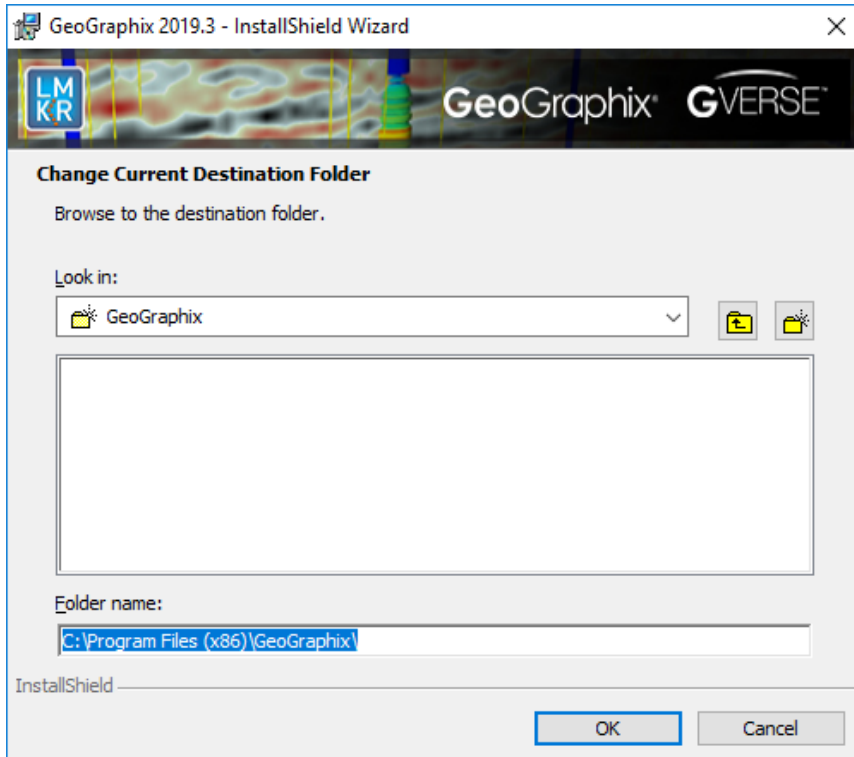 GeoGraphix 2019.3 - InstallShield Wizard
LM
KR
GeoGraphix® GVERSE™
Change Current Destination Folder
Browse to the destination folder.
Look in:
GeoGraphix
Folder name:
C:\Program Files (x86)\GeoGraphix\
InstallShield
OK Cancel